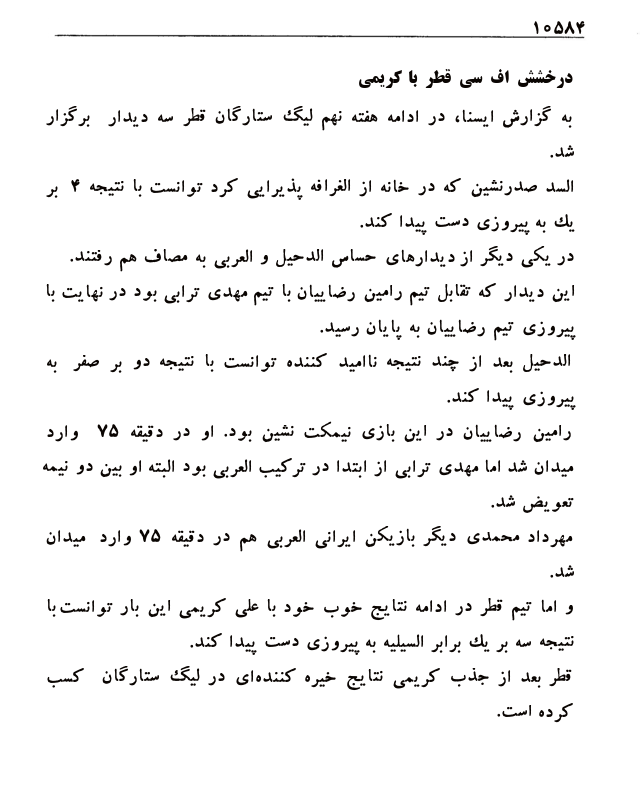 ۱۰۵۸۴
درخشش اف سی قطر با کریمی
به گزارش ایسنا، در ادامه هفته نهم لیگ ستارگان قطر سه دیدار برگزار
شد.
السد صدرنشین که در خانه از الغرافه پذیرایی کرد توانست با نتیجه ۴ بر
یك به پیروزی دست پیدا کند.
در یکی دیگر از دیدارهای حساس الدحیل و العربی به مصاف هم رفتند.
این دیدار که تقابل تیم رامین رضاییان با تیم مهدی ترابی بود در نهایت با
پیروزی تیم رضاییان به پایان رسید.
الدحیل بعد از چند نتیجه ناامید کننده توانست با نتیجه دو بر صفر به
پیروزی پیدا کند.
رامین رضاییان در این بازی نیمکت نشین بود. او در دقیقه ۷۵ وارد
میدان شد اما مهدی ترابی از ابتدا در ترکیب العربی بود البته او بین دو نیمه
تعویض شد.
مهرداد محمدی دیگر بازیکن ایرانی العربی هم در دقیقه ۷۵ وارد میدان
شد.
و اما تیم قطر در ادامه نتایج خوب خود با علی کریمی این بار توانست با
نتیجه سه بر یك برابر السیلیه به پیروزی دست پیدا کند.
قطر بعد از جذب کریمی نتایج خیره کننده‌ای در لیگ ستارگان کسب
کرده است.